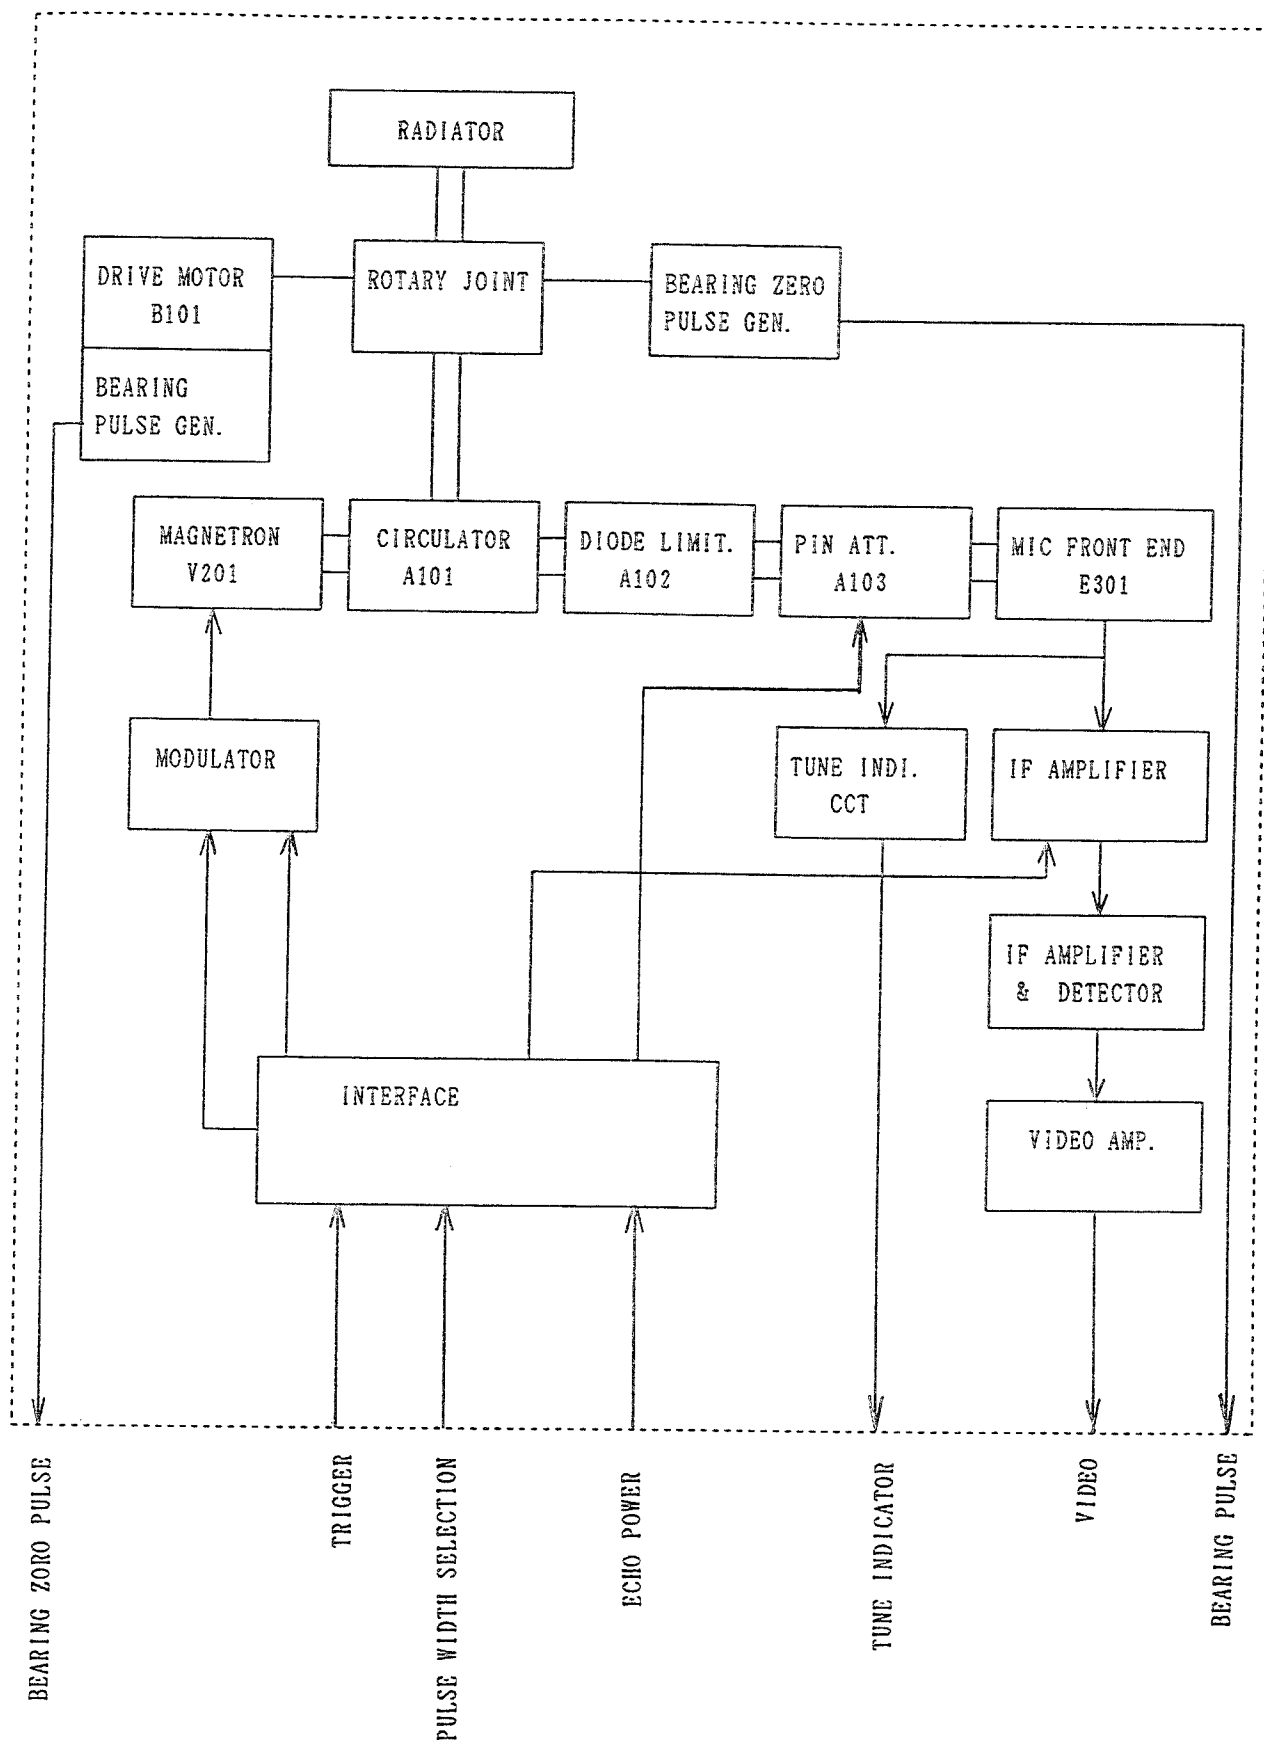 RADIATOR
DRIVE MOTOR
B101
ROTARY JOINT
BEARING ZERO
PULSE GEN.
BEARING
PULSE GEN.
MAGNETRON
V201
CIRCULATOR
A101
DIODE LIMIT.
A102
PIN ATT.
A103
MIC FRONT END
E301
MODULATOR
TUNE INDI.
CCT
IF AMPLIFIER
IF AMPLIFIER
& DETECTOR
INTERFACE
VIDEO AMP.
BEARING ZORO PULSE
TRIGGER
PULSE WIDTH SELECTION
ECHO POWER
TUNE INDICATOR
VIDEO
BEARING PULSE